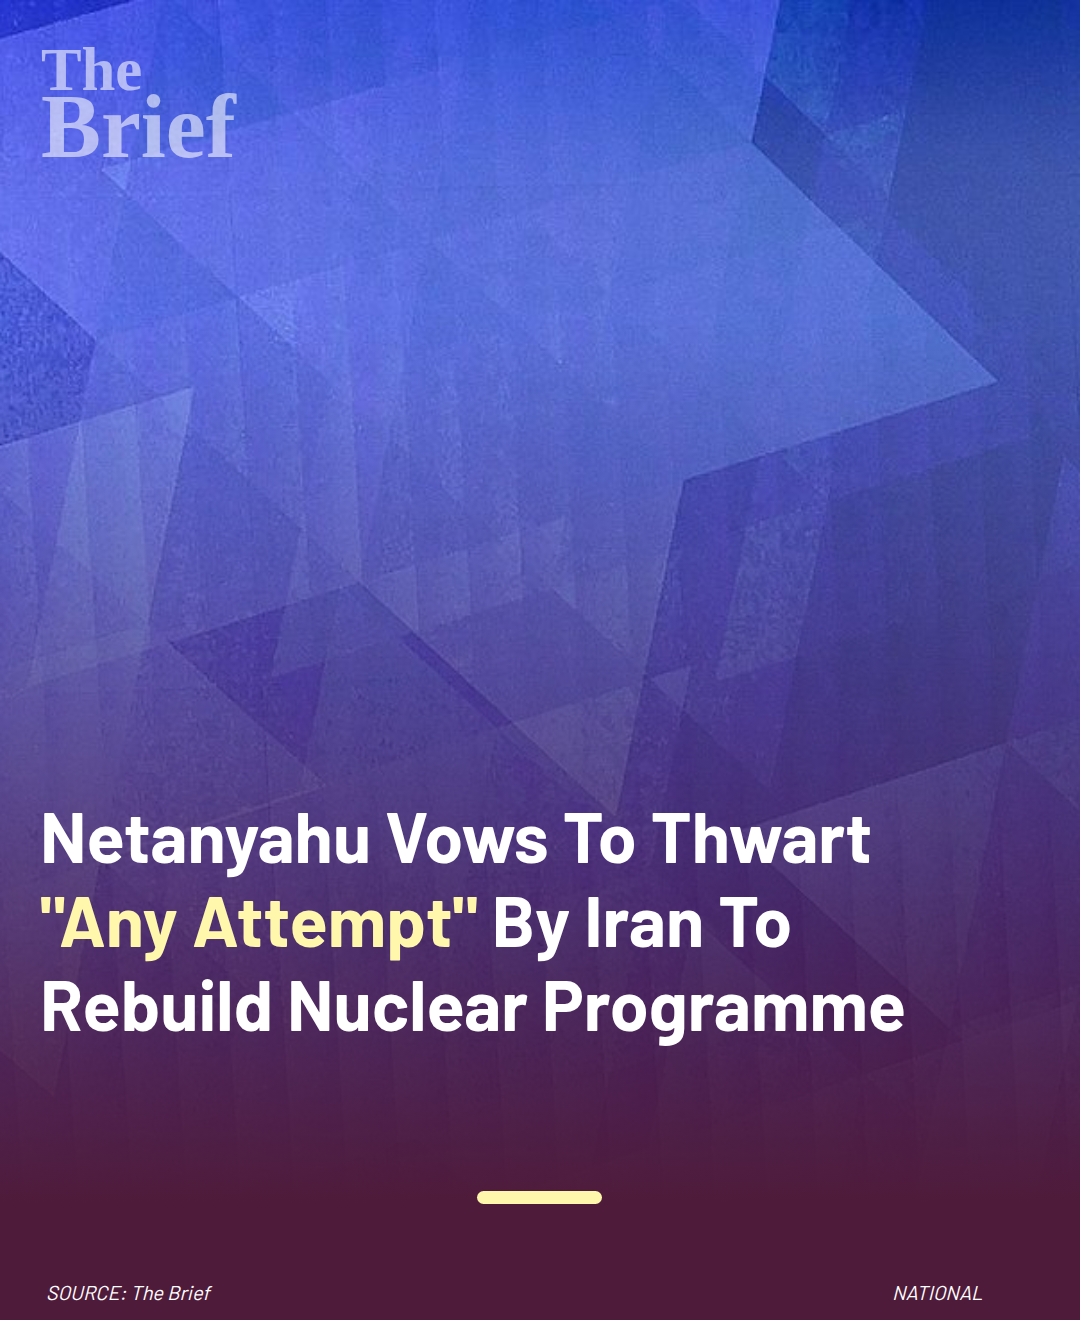 The
Brief
Netanyahu Vows To Thwart
"Any Attempt" By Iran To
Rebuild Nuclear Programme
SOURCE: The Brief
NATIONAL